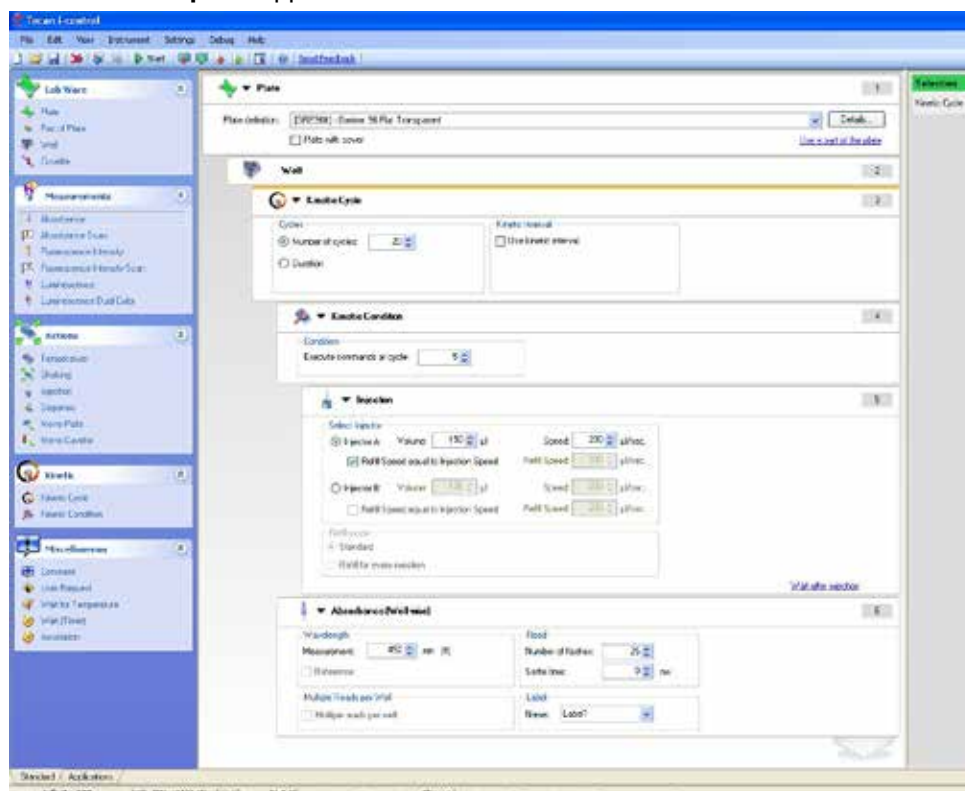 Tecan i-control
File Edit View Instrument Settings Debug Help
Start Send feedback
Lab Ware
Plate
Part of Plate
Well
Cuvette
Measurements
Absorbance
Absorbance Scan
Fluorescence Intensity
Fluorescence Intensity Scan
Luminescence
Luminescence Dual Color
Actions
Temperature
Shaking
Injection
Dispense
Move Plate
Move Cuvette
Kinetic
Kinetic Cycle
Kinetic Condition
Miscellaneous
Comment
User Request
Wait for Temperature
Wait (Timer)
Incubation
Plate 1
Plate definition: Details...
Plate with cover Use a part of the plate
Well 2
Kinetic Cycle 3
Cycles Kinetic interval
Number of cycles: 20 Use kinetic interval
Duration
Kinetic Condition 4
Condition
Execute commands at cycle 5
Injection 5
Select Injector
Injector A Volume: 150 µl Speed: 200 µl/sec.
Refill Speed equal to Injection Speed Refill Speed: µl/sec.
Injector B Volume: µl Speed: µl/sec.
Refill Speed equal to Injection Speed Refill Speed: µl/sec.
Refill mode
Standard
Refill for every injection
Wait after injection
Absorbance (Well-wise) 6
Wavelength Read
Measurement: 492 nm Number of flashes: 25
Reference Settle time: 0 ms
Multiple Reads per Well Label
Multiple reads per well Name:
Selection
Kinetic Cycle
Standard / Applications